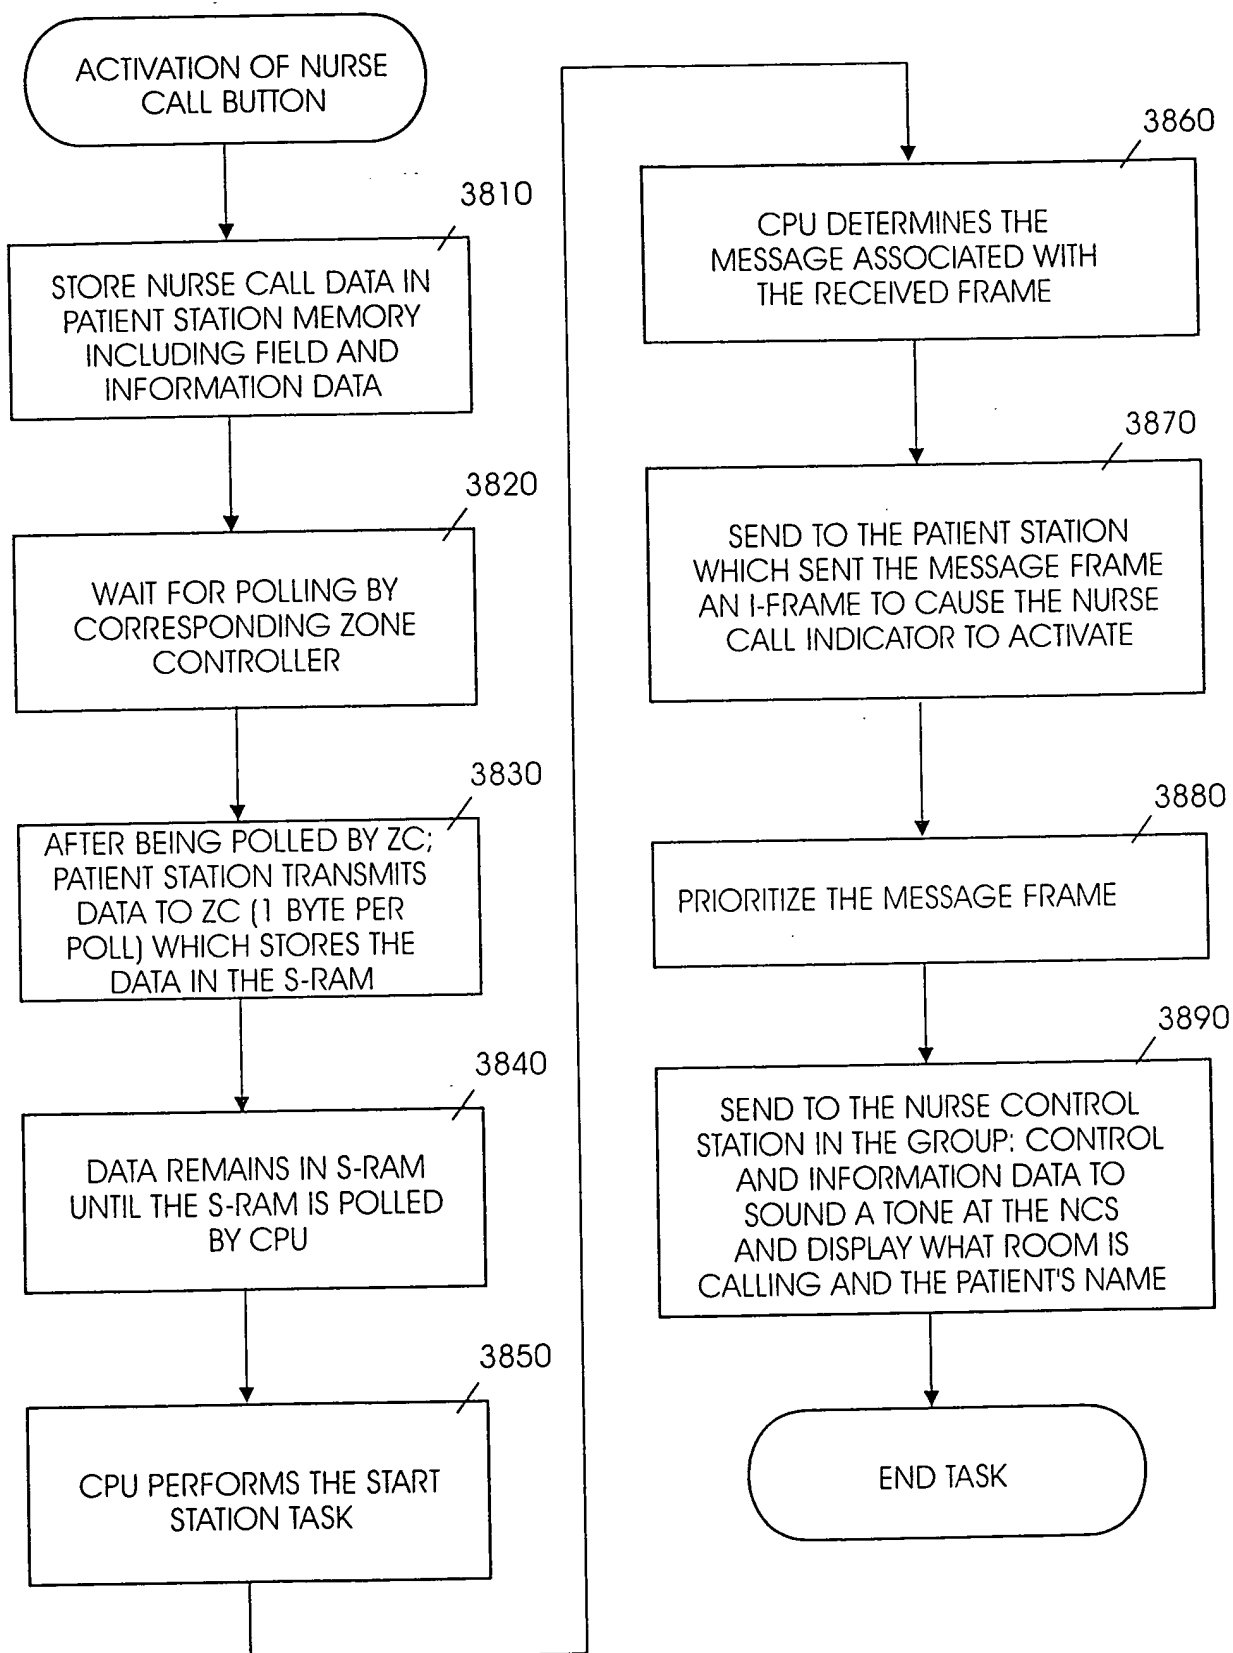 ACTIVATION OF NURSE
CALL BUTTON
3810
STORE NURSE CALL DATA IN
PATIENT STATION MEMORY
INCLUDING FIELD AND
INFORMATION DATA
3820
WAIT FOR POLLING BY
CORRESPONDING ZONE
CONTROLLER
3830
AFTER BEING POLLED BY ZC;
PATIENT STATION TRANSMITS
DATA TO ZC (1 BYTE PER
POLL) WHICH STORES THE
DATA IN THE S-RAM
3840
DATA REMAINS IN S-RAM
UNTIL THE S-RAM IS POLLED
BY CPU
3850
CPU PERFORMS THE START
STATION TASK
3860
CPU DETERMINES THE
MESSAGE ASSOCIATED WITH
THE RECEIVED FRAME
3870
SEND TO THE PATIENT STATION
WHICH SENT THE MESSAGE FRAME
AN I-FRAME TO CAUSE THE NURSE
CALL INDICATOR TO ACTIVATE
3880
PRIORITIZE THE MESSAGE FRAME
3890
SEND TO THE NURSE CONTROL
STATION IN THE GROUP: CONTROL
AND INFORMATION DATA TO
SOUND A TONE AT THE NCS
AND DISPLAY WHAT ROOM IS
CALLING AND THE PATIENT'S NAME
END TASK